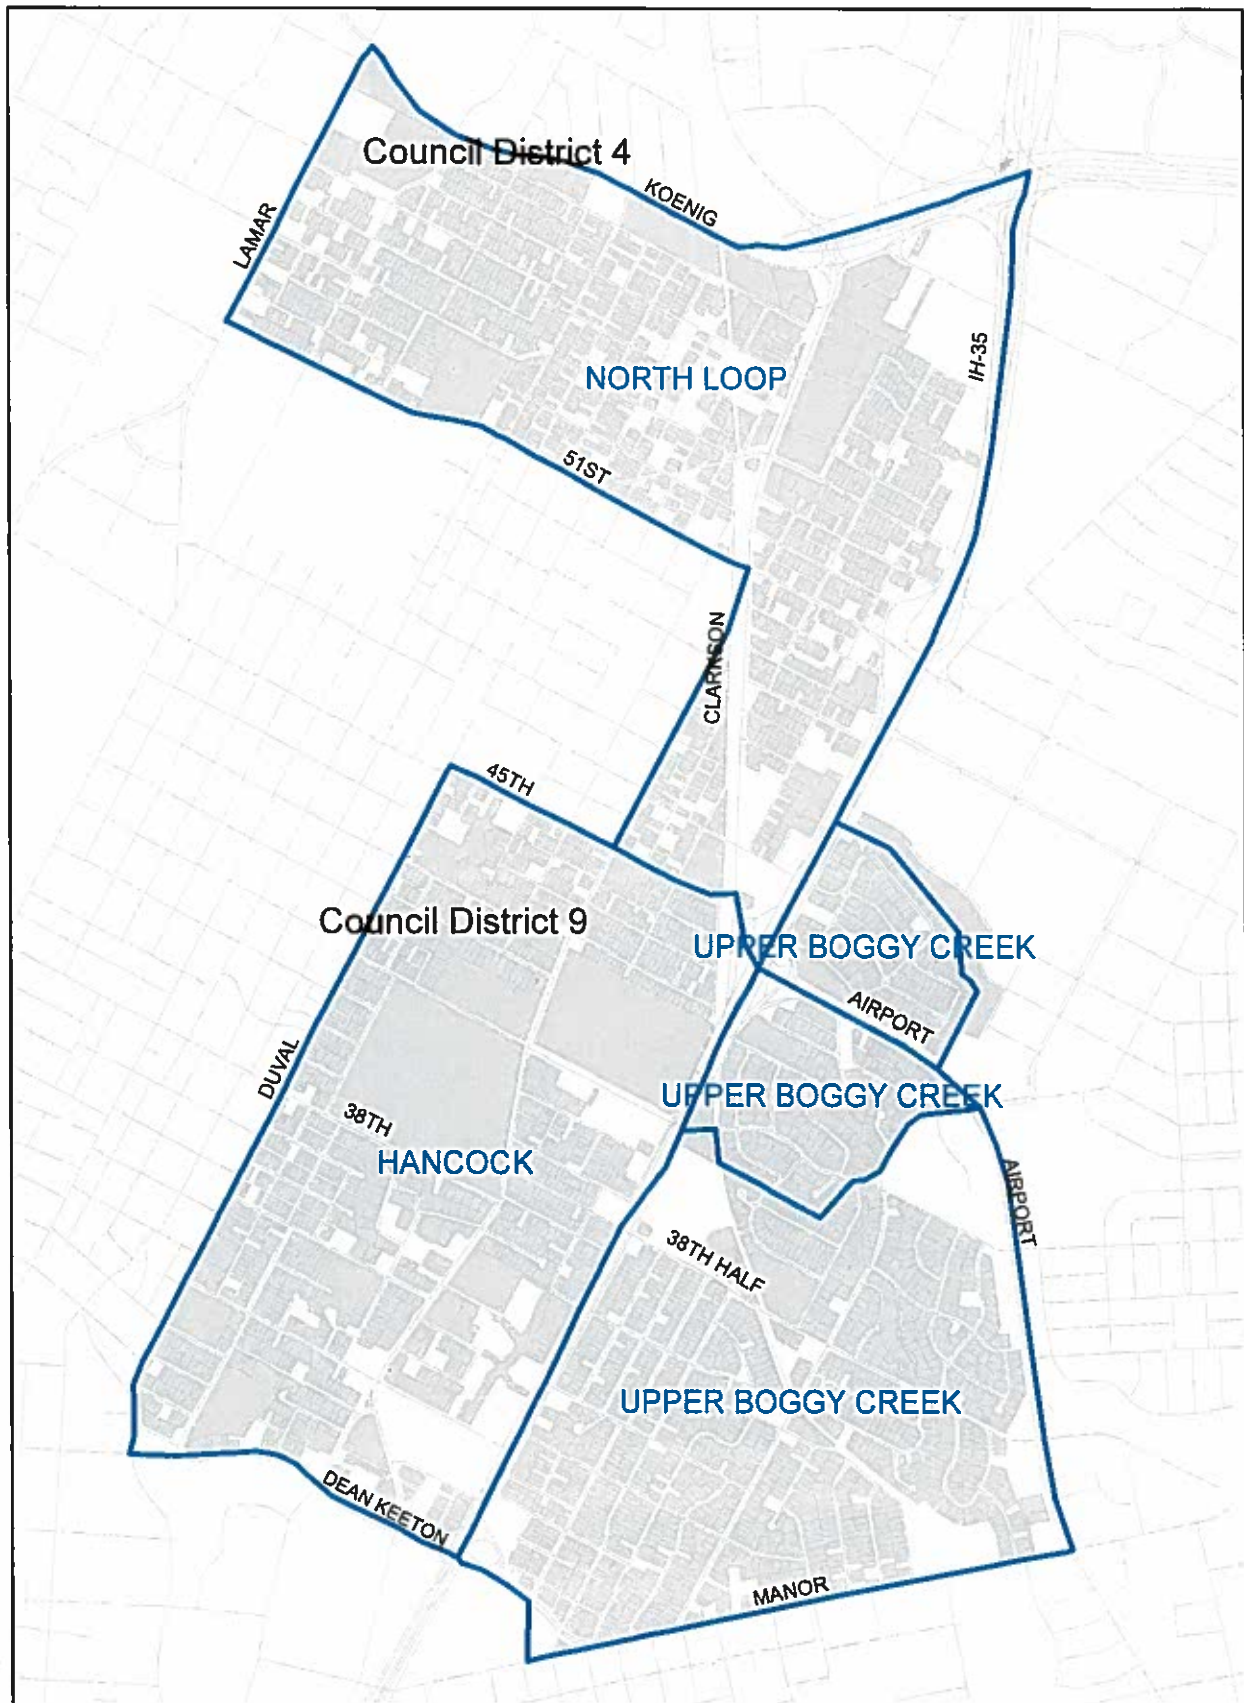 Council District 4
KOENIG
LAMAR
IH-35
NORTH LOOP
51ST
CLARKSON
45TH
Council District 9
UPPER BOGGY CREEK
AIRPORT
DUVAL
UPPER BOGGY CREEK
38TH
HANCOCK
AIRPORT
38TH HALF
UPPER BOGGY CREEK
DEAN KEETON
MANOR